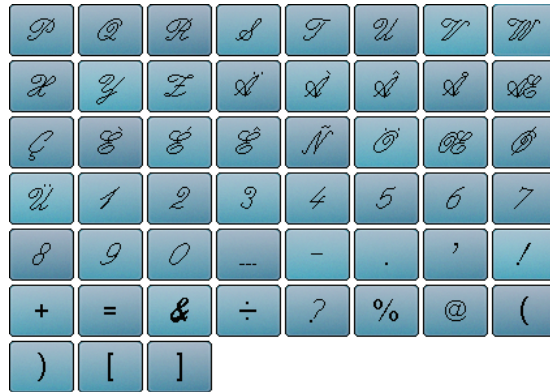 P Q R S T U V W
X Y Z Ä À Â Å Æ
Ç È É Ê Ñ Ö Œ Ø
Ü 1 2 3 4 5 6 7
8 9 0 _ - . ’ !
+ = & ÷ ? % @ (
) [ ]